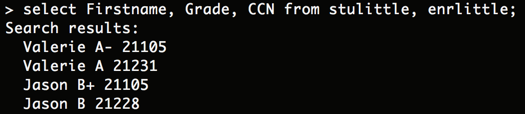 > select Firstname, Grade, CCN from stulittle, enrlittle;
Search results:
Valerie A- 21105
Valerie A 21231
Jason B+ 21105
Jason B 21228